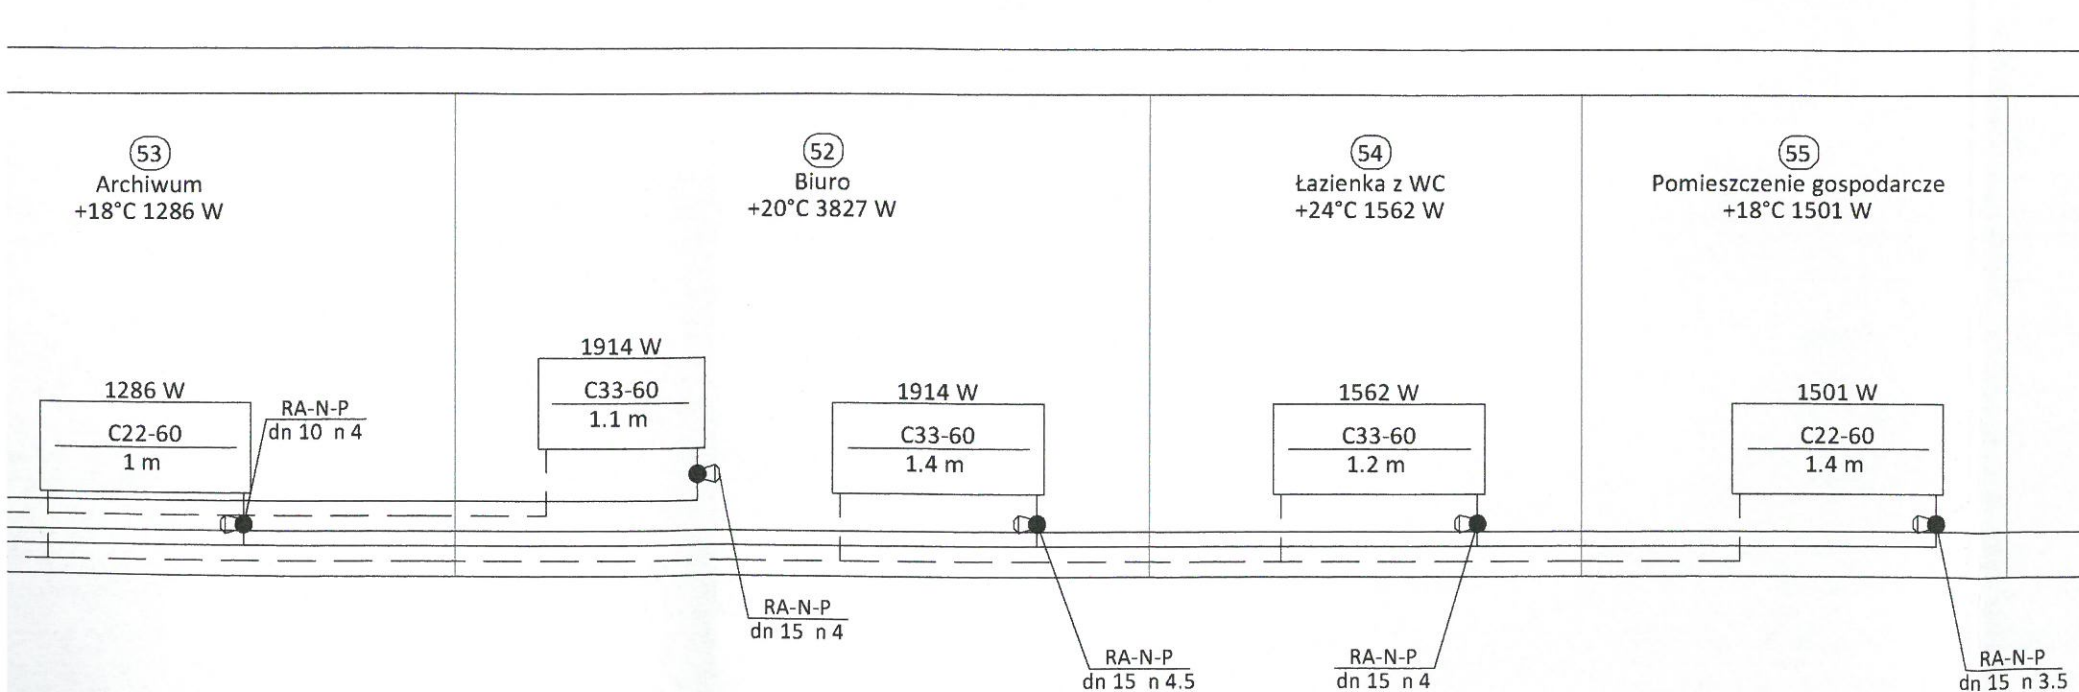 53
Archiwum
+18°C 1286 W
52
Biuro
+20°C 3827 W
54
Łazienka z WC
+24°C 1562 W
55
Pomieszczenie gospodarcze
+18°C 1501 W
1286 W
C22-60
1 m
RA-N-P
dn 10 n 4
1914 W
C33-60
1.1 m
RA-N-P
dn 15 n 4
1914 W
C33-60
1.4 m
RA-N-P
dn 15 n 4.5
1562 W
C33-60
1.2 m
RA-N-P
dn 15 n 4
1501 W
C22-60
1.4 m
RA-N-P
dn 15 n 3.5